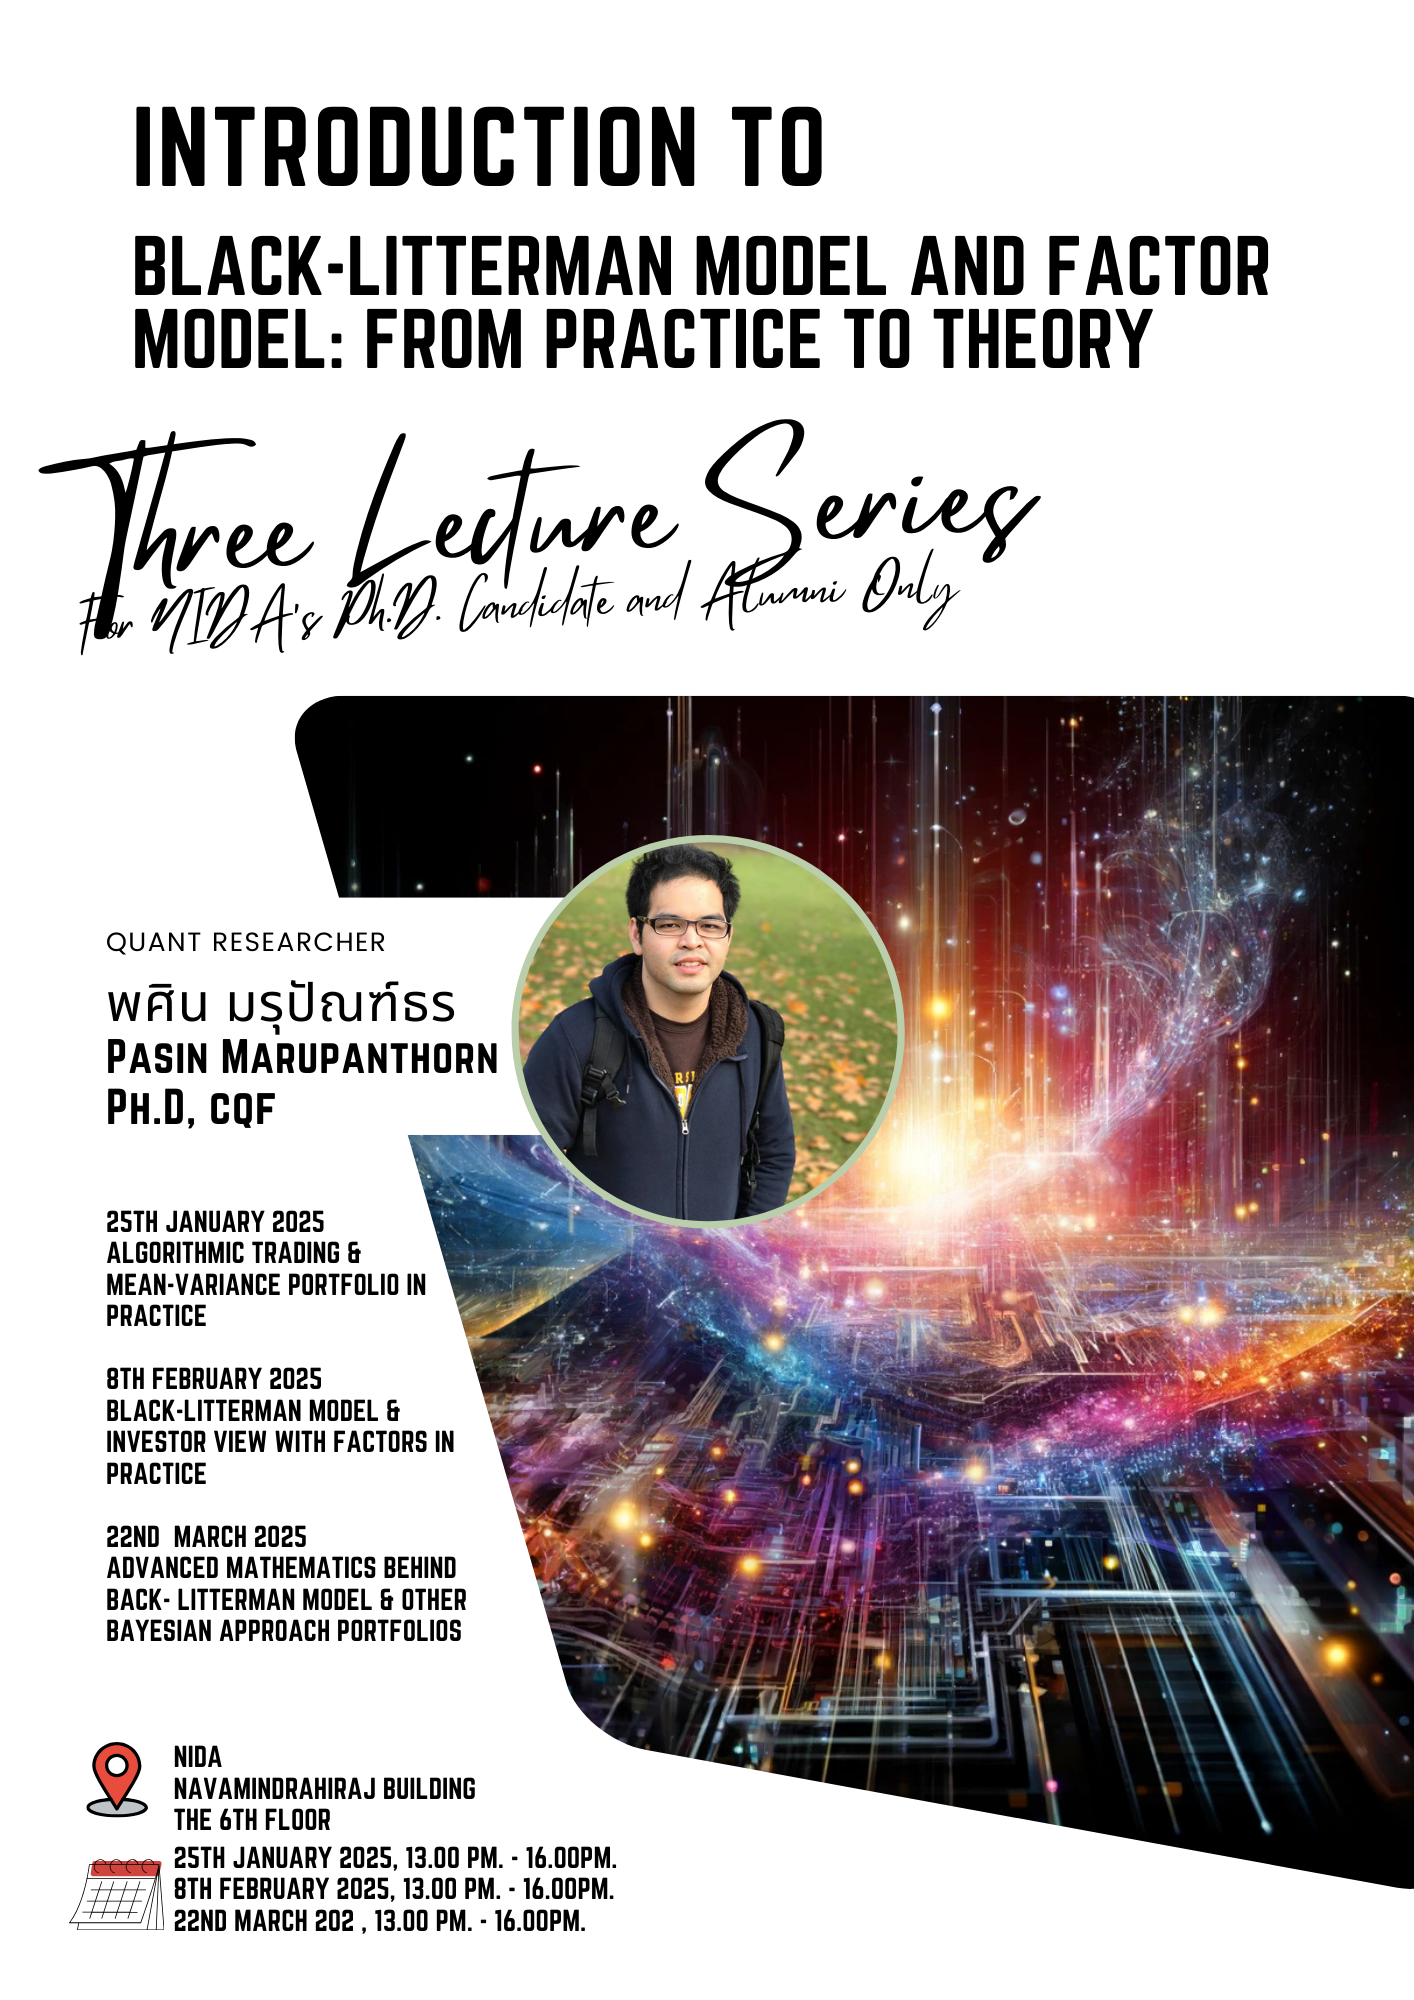 INTRODUCTION TO
BLACK-LITTERMAN MODEL AND FACTOR
MODEL: FROM PRACTICE TO THEORY
Three Lecture Series
For NIDA's Ph.D. Candidate and Alumni Only
QUANT RESEARCHER
พศิน มรุปัณฑ์ธร
PASIN MARUPANTHORN
PH.D, CQF
25TH JANUARY 2025
ALGORITHMIC TRADING &
MEAN-VARIANCE PORTFOLIO IN
PRACTICE
8TH FEBRUARY 2025
BLACK-LITTERMAN MODEL &
INVESTOR VIEW WITH FACTORS IN
PRACTICE
22ND MARCH 2025
ADVANCED MATHEMATICS BEHIND
BACK- LITTERMAN MODEL & OTHER
BAYESIAN APPROACH PORTFOLIOS
NIDA
NAVAMINDRAHIRAJ BUILDING
THE 6TH FLOOR
25TH JANUARY 2025, 13.00 PM. - 16.00PM.
8TH FEBRUARY 2025, 13.00 PM. - 16.00PM.
22ND MARCH 202 , 13.00 PM. - 16.00PM.